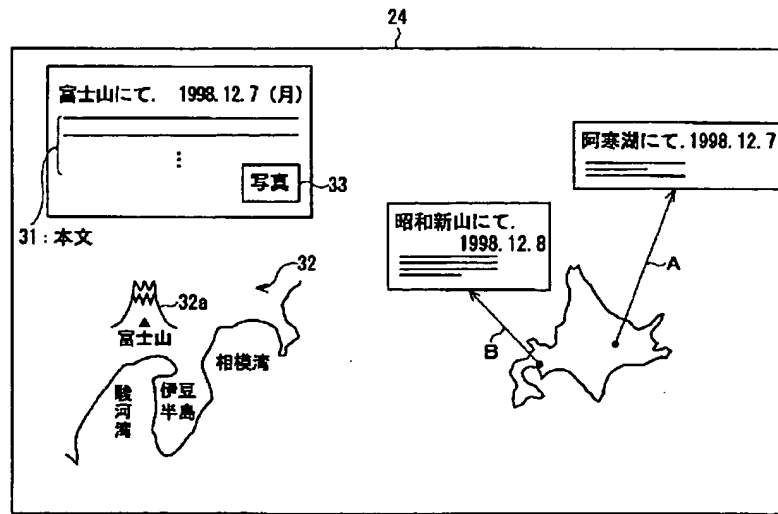 24
富士山にて. 1998.12.7 (月)
⋮
写真
33
31:本文
阿寒湖にて.1998.12.7
昭和新山にて.
1998.12.8
A
B
32
32a
▲
富士山
相模湾
伊豆
半島
駿河湾